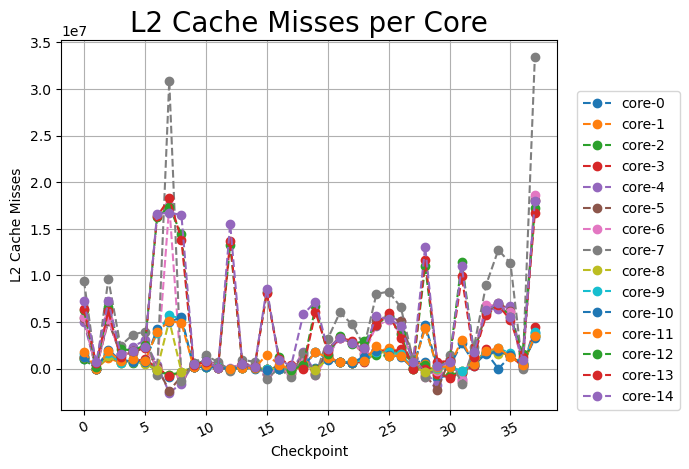 L2 Cache Misses per Core
1e7
3.5
3.0
2.5
2.0
1.5
1.0
0.5
0.0
L2 Cache Misses
0 5 10 15 20 25 30 35
Checkpoint
core-0
core-1
core-2
core-3
core-4
core-5
core-6
core-7
core-8
core-9
core-10
core-11
core-12
core-13
core-14